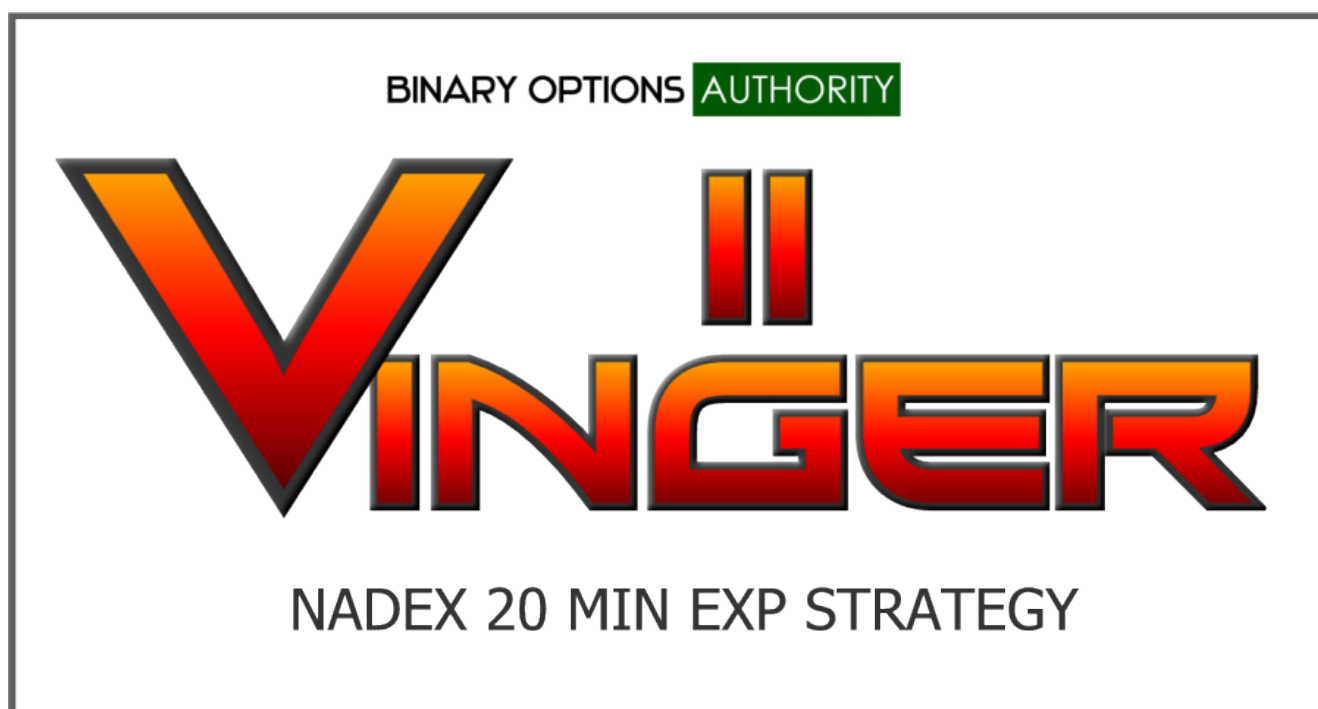 BINARY OPTIONS AUTHORITY
II
VINGER
NADEX 20 MIN EXP STRATEGY